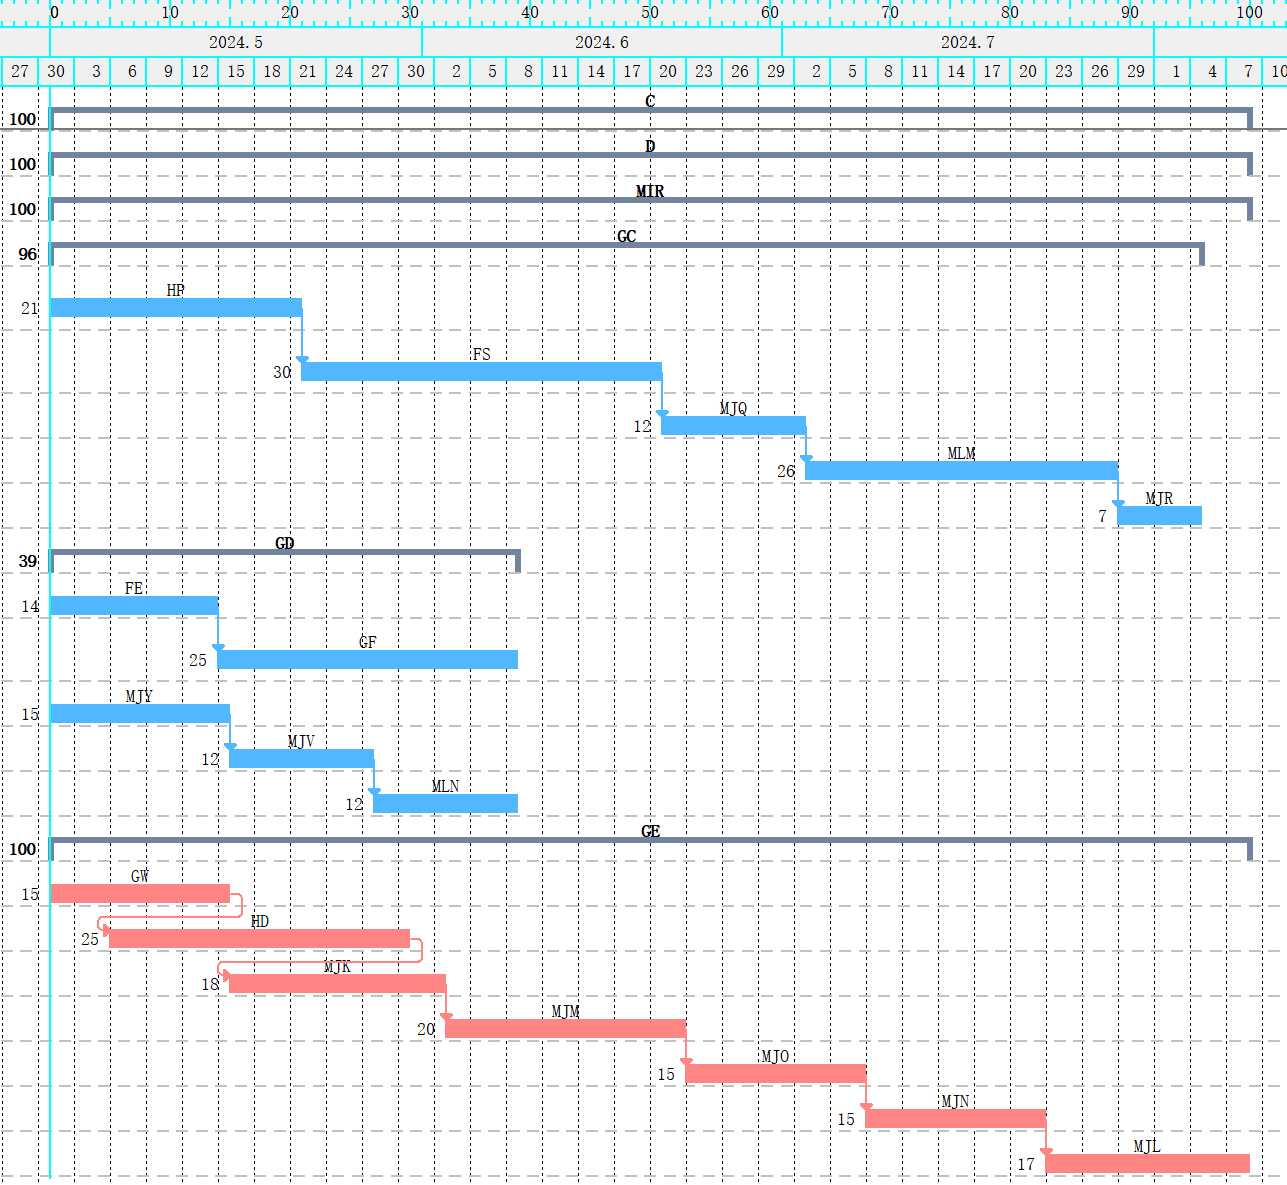 0 10 20 30 40 50 60 70 80 90 100
2024.5 2024.6 2024.7
27 30 3 6 9 12 15 18 21 24 27 30 2 5 8 11 14 17 20 23 26 29 2 5 8 11 14 17 20 23 26 29 1 4 7 10
C
100
D
100
MIR
100
GC
96
HP
21
FS
30
MJQ
12
MLM
26
MJR
7
GD
39
FE
14
GF
25
MJY
15
MJV
12
MLN
12
GE
100
GW
15
HD
25
MJK
18
MJM
20
MJO
15
MJN
15
MJL
17